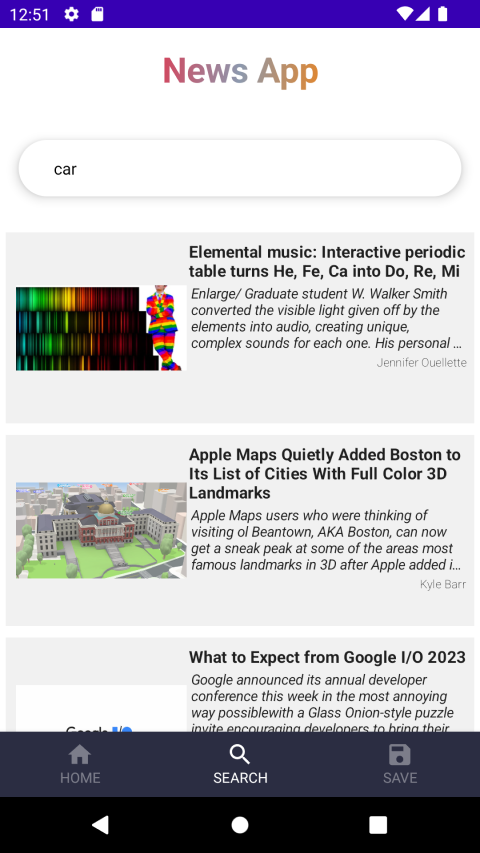 12:51
News App
car
Elemental music: Interactive periodic
table turns He, Fe, Ca into Do, Re, Mi
Enlarge/ Graduate student W. Walker Smith
converted the visible light given off by the
elements into audio, creating unique,
complex sounds for each one. His personal …
Jennifer Ouellette
Apple Maps Quietly Added Boston to
Its List of Cities With Full Color 3D
Landmarks
Apple Maps users who were thinking of
visiting ol Beantown, AKA Boston, can now
get a sneak peak at some of the areas most
famous landmarks in 3D after Apple added i…
Kyle Barr
What to Expect from Google I/O 2023
Google announced its annual developer
conference this week in the most annoying
way possiblewith a Glass Onion-style puzzle
invite encouraging developers to bring their
Google I/O
HOME
SEARCH
SAVE